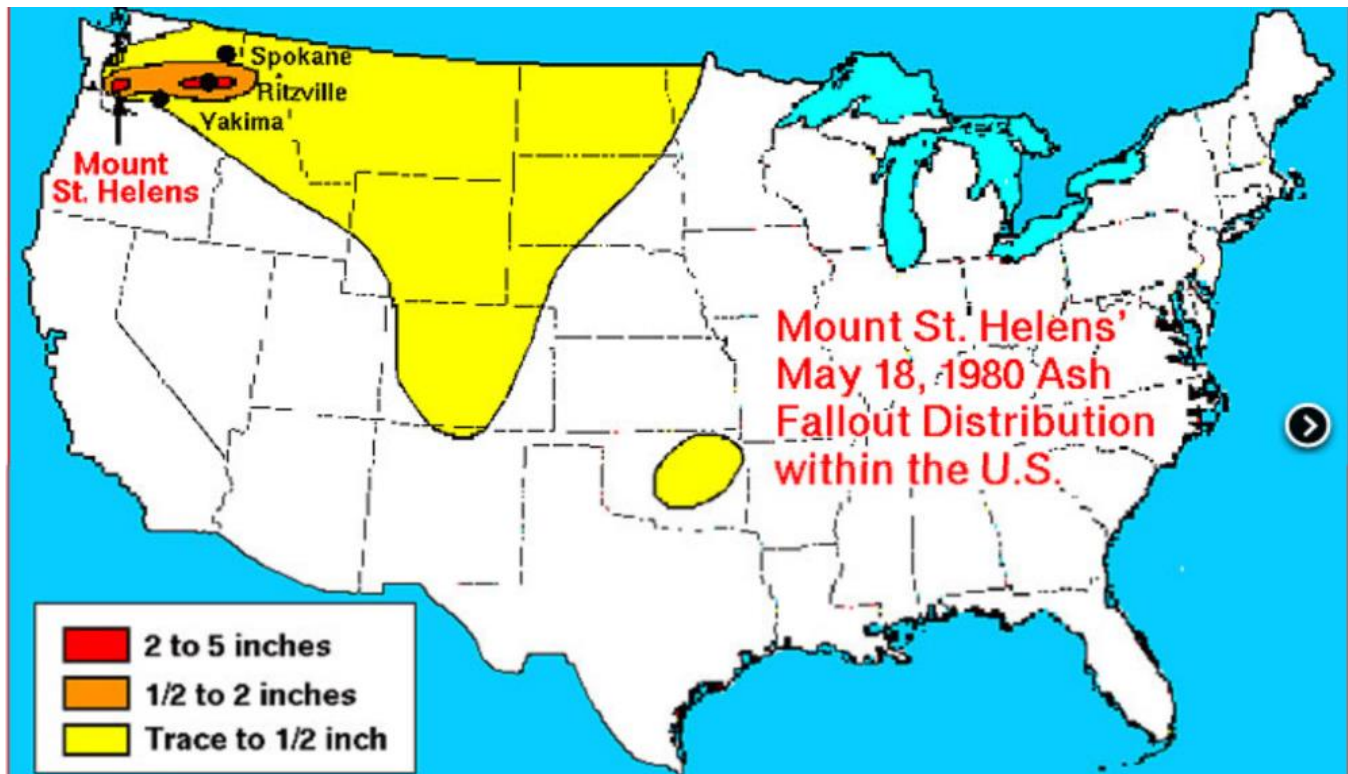 Spokane
Ritzville
Yakima
Mount
St. Helens
Mount St. Helens'
May 18, 1980 Ash
Fallout Distribution
within the U.S.
2 to 5 inches
1/2 to 2 inches
Trace to 1/2 inch